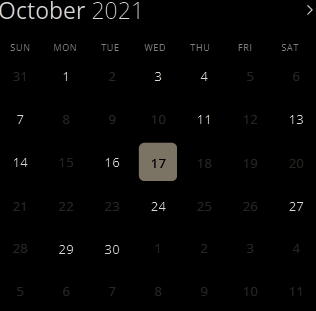 October 2021
SUN MON TUE WED THU FRI SAT
31 1 2 3 4 5 6
7 8 9 10 11 12 13
14 15 16 17 18 19 20
21 22 23 24 25 26 27
28 29 30 1 2 3 4
5 6 7 8 9 10 11